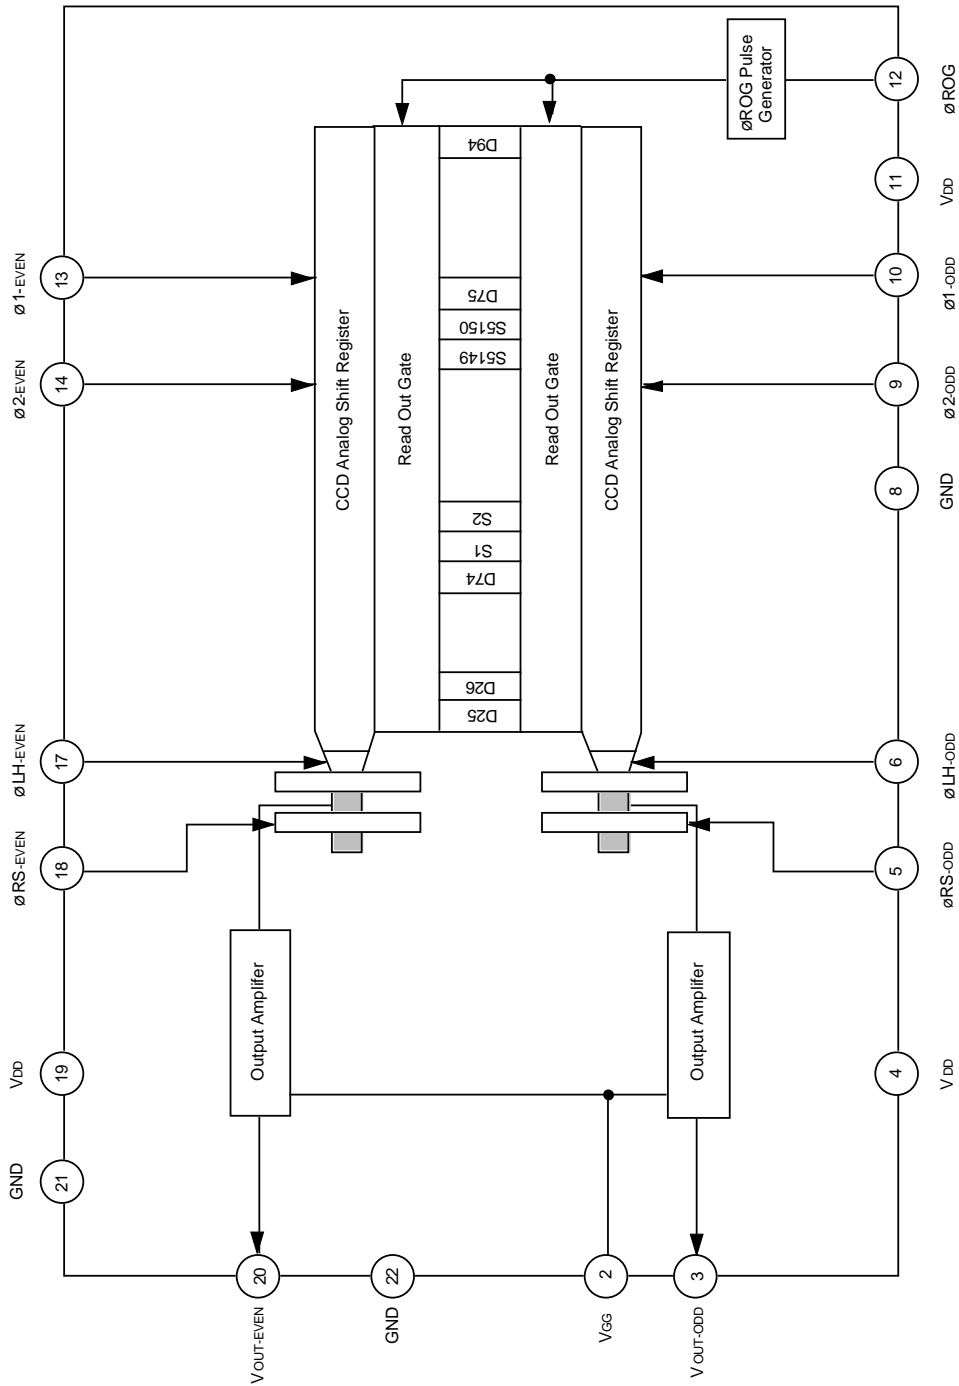 GND
21
VDD
19
øRS-EVEN
18
øLH-EVEN
17
ø2-EVEN
14
ø1-EVEN
13
VOUT-EVEN
20
GND
22
VGG
2
VOUT-ODD
3
Output Amplifer
Output Amplifer
CCD Analog Shift Register
Read Out Gate
D25
D26
D74
S1
S2
S5149
S5150
D75
D94
Read Out Gate
CCD Analog Shift Register
øROG Pulse
Generator
4
VDD
5
øRS-ODD
6
øLH-ODD
8
GND
9
ø2-ODD
10
ø1-ODD
11
VDD
12
øROG